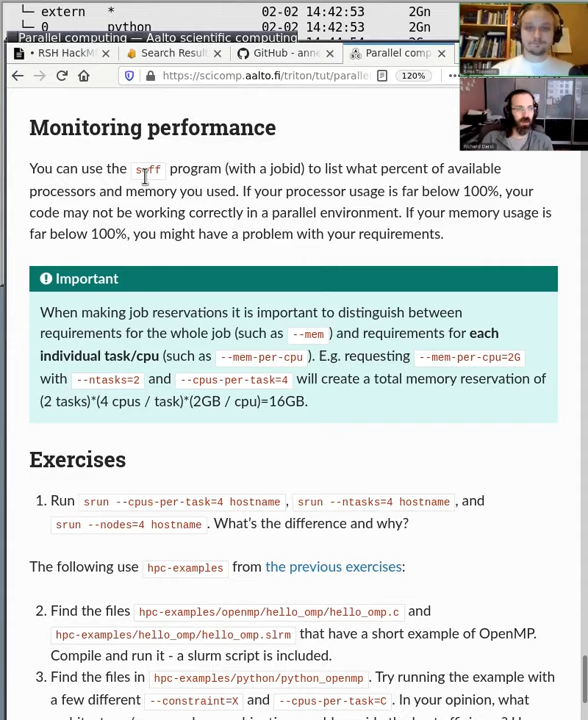 extern * 02-02 14:42:53 2Gn
0 python 02-02 14:42:53 2Gn
Parallel computing — Aalto scientific computing
• RSH HackM
Search Resul
GitHub - anne
Parallel comp
https://scicomp.aalto.fi/triton/tut/paralle
120%
Monitoring performance
You can use the seff program (with a jobid) to list what percent of available
processors and memory you used. If your processor usage is far below 100%, your
code may not be working correctly in a parallel environment. If your memory usage is
far below 100%, you might have a problem with your requirements.
Important
When making job reservations it is important to distinguish between
requirements for the whole job (such as --mem ) and requirements for each
individual task/cpu (such as --mem-per-cpu ). E.g. requesting --mem-per-cpu=2G
with --ntasks=2 and --cpus-per-task=4 will create a total memory reservation of
(2 tasks)*(4 cpus / task)*(2GB / cpu)=16GB.
Exercises
1. Run srun --cpus-per-task=4 hostname , srun --ntasks=4 hostname , and
srun --nodes=4 hostname . What's the difference and why?
The following use hpc-examples from the previous exercises:
2. Find the files hpc-examples/openmp/hello_omp/hello_omp.c and
hpc-examples/hello_omp/hello_omp.slrm that have a short example of OpenMP.
Compile and run it - a slurm script is included.
3. Find the files in hpc-examples/python/python_openmp . Try running the example with
a few different --constraint=X and --cpus-per-task=C . In your opinion, what